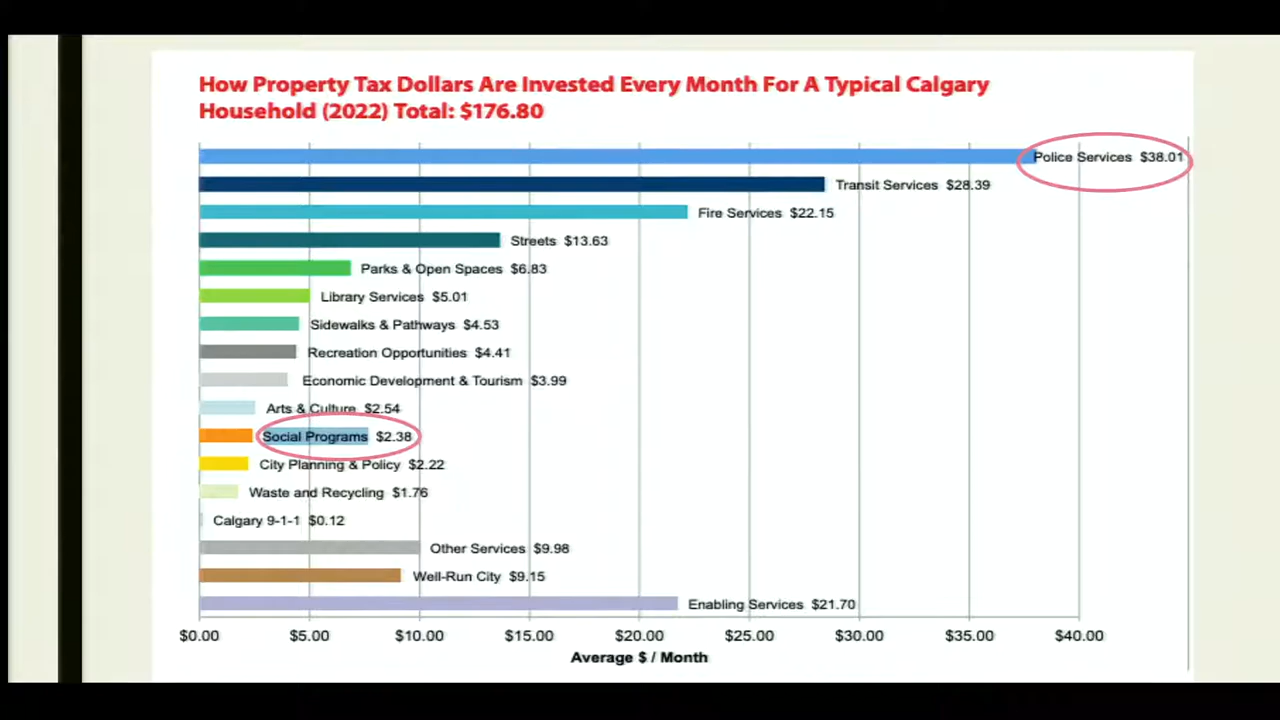 How Property Tax Dollars Are Invested Every Month For A Typical Calgary
Household (2022) Total: $176.80
Police Services $38.01
Transit Services $28.39
Fire Services $22.15
Streets $13.63
Parks & Open Spaces $6.83
Library Services $5.01
Sidewalks & Pathways $4.53
Recreation Opportunities $4.41
Economic Development & Tourism $3.99
Arts & Culture $2.54
Social Programs $2.38
City Planning & Policy $2.22
Waste and Recycling $1.76
Calgary 9-1-1 $0.12
Other Services $9.98
Well-Run City $9.15
Enabling Services $21.70
$0.00 $5.00 $10.00 $15.00 $20.00 $25.00 $30.00 $35.00 $40.00
Average $ / Month